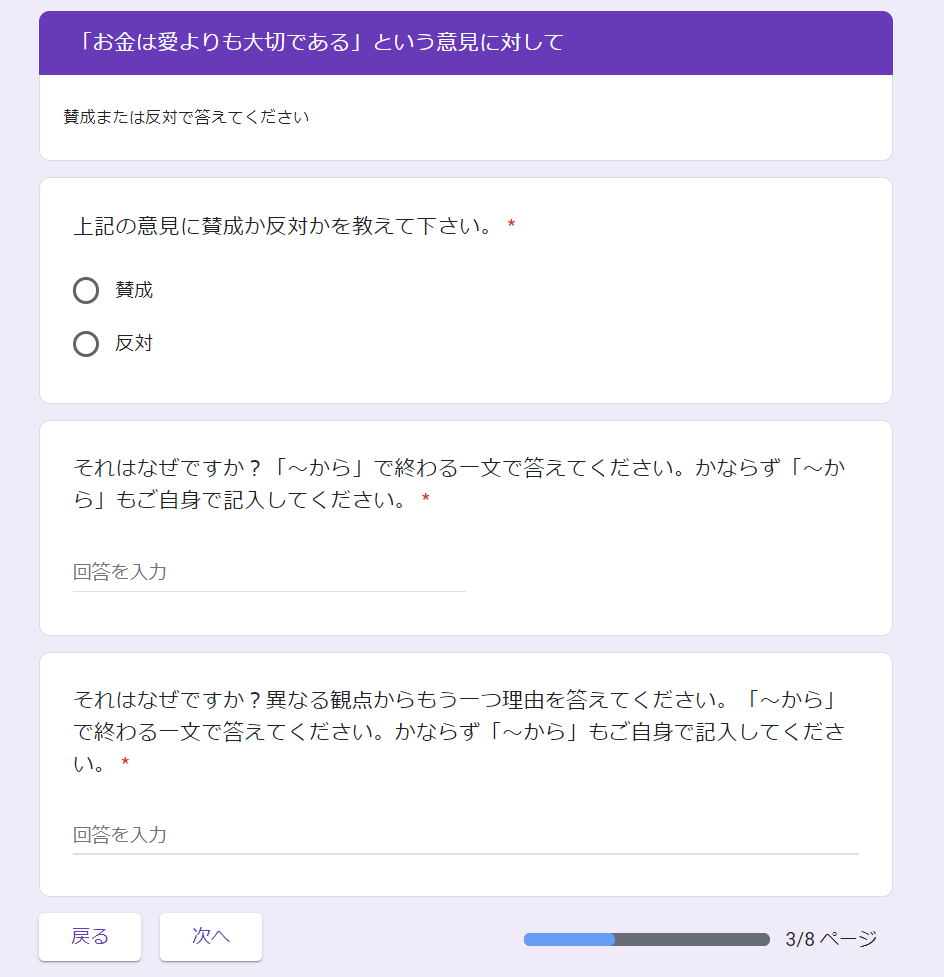 「お金は愛よりも大切である」という意見に対して
賛成または反対で答えてください
上記の意見に賛成か反対かを教えて下さい。 *
賛成
反対
それはなぜですか？「～から」で終わる一文で答えてください。かならず「～か
ら」もご自身で記入してください。 *
回答を入力
それはなぜですか？異なる観点からもう一つ理由を答えてください。「～から」
で終わる一文で答えてください。かならず「～から」もご自身で記入してくださ
い。 *
回答を入力
戻る 次へ 3/8 ページ